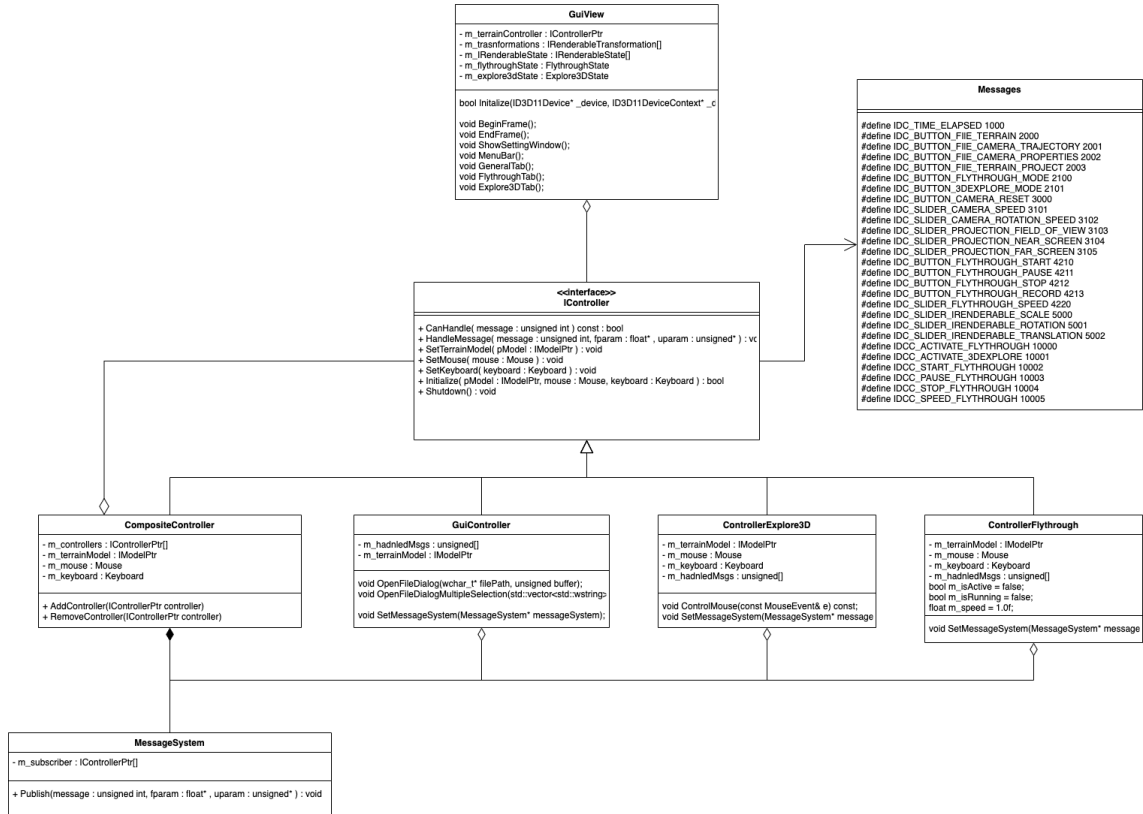 GuiView
- m_terrainController : IControllerPtr
- m_trasnformations : IRenderableTransformation[]
- m_IRenderableState : IRenderableState[]
- m_flythroughState : FlythroughState
- m_explore3dState : Explore3DState
bool Initalize(ID3D11Device* _device, ID3D11DeviceContext* _c
void BeginFrame();
void EndFrame();
void ShowSettingWindow();
void MenuBar();
void GeneralTab();
void FlythroughTab();
void Explore3DTab();
Messages
#define IDC_TIME_ELAPSED 1000
#define IDC_BUTTON_FIIE_TERRAIN 2000
#define IDC_BUTTON_FIIE_CAMERA_TRAJECTORY 2001
#define IDC_BUTTON_FIIE_CAMERA_PROPERTIES 2002
#define IDC_BUTTON_FIIE_TERRAIN_PROJECT 2003
#define IDC_BUTTON_FLYTHROUGH_MODE 2100
#define IDC_BUTTON_3DEXPLORE_MODE 2101
#define IDC_BUTTON_CAMERA_RESET 3000
#define IDC_SLIDER_CAMERA_SPEED 3101
#define IDC_SLIDER_CAMERA_ROTATION_SPEED 3102
#define IDC_SLIDER_PROJECTION_FIELD_OF_VIEW 3103
#define IDC_SLIDER_PROJECTION_NEAR_SCREEN 3104
#define IDC_SLIDER_PROJECTION_FAR_SCREEN 3105
#define IDC_BUTTON_FLYTHROUGH_START 4210
#define IDC_BUTTON_FLYTHROUGH_PAUSE 4211
#define IDC_BUTTON_FLYTHROUGH_STOP 4212
#define IDC_BUTTON_FLYTHROUGH_RECORD 4213
#define IDC_SLIDER_FLYTHROUGH_SPEED 4220
#define IDC_SLIDER_IRENDERABLE_SCALE 5000
#define IDC_SLIDER_IRENDERABLE_ROTATION 5001
#define IDC_SLIDER_IRENDERABLE_TRANSLATION 5002
#define IDCC_ACTIVATE_FLYTHROUGH 10000
#define IDCC_ACTIVATE_3DEXPLORE 10001
#define IDCC_START_FLYTHROUGH 10002
#define IDCC_PAUSE_FLYTHROUGH 10003
#define IDCC_STOP_FLYTHROUGH 10004
#define IDCC_SPEED_FLYTHROUGH 10005
<<interface>>
IController
+ CanHandle( message : unsigned int ) const : bool
+ HandleMessage( message : unsigned int, fparam : float* , uparam : unsigned* ) : vc
+ SetTerrainModel( pModel : IModelPtr ) : void
+ SetMouse( mouse : Mouse ) : void
+ SetKeyboard( keyboard : Keyboard ) : void
+ Initialize( pModel : IModelPtr, mouse : Mouse, keyboard : Keyboard ) : bool
+ Shutdown() : void
CompositeController
- m_controllers : IControllerPtr[]
- m_terrainModel : IModelPtr
- m_mouse : Mouse
- m_keyboard : Keyboard
+ AddController(IControllerPtr controller)
+ RemoveController(IControllerPtr controller)
GuiController
- m_hadnledMsgs : unsigned[]
- m_terrainModel : IModelPtr
void OpenFileDialog(wchar_t* filePath, unsigned buffer);
void OpenFileDialogMultipleSelection(std::vector<std::wstring>
void SetMessageSystem(MessageSystem* messageSystem);
ControllerExplore3D
- m_terrainModel : IModelPtr
- m_mouse : Mouse
- m_keyboard : Keyboard
- m_hadnledMsgs : unsigned[]
void ControlMouse(const MouseEvent& e) const;
void SetMessageSystem(MessageSystem* message
ControllerFlythrough
- m_terrainModel : IModelPtr
- m_mouse : Mouse
- m_keyboard : Keyboard
- m_hadnledMsgs : unsigned[]
bool m_isActive = false;
bool m_isRunning = false;
float m_speed = 1.0f;
void SetMessageSystem(MessageSystem* message
MessageSystem
- m_subscriber : IControllerPtr[]
+ Publish(message : unsigned int, fparam : float* , uparam : unsigned* ) : void